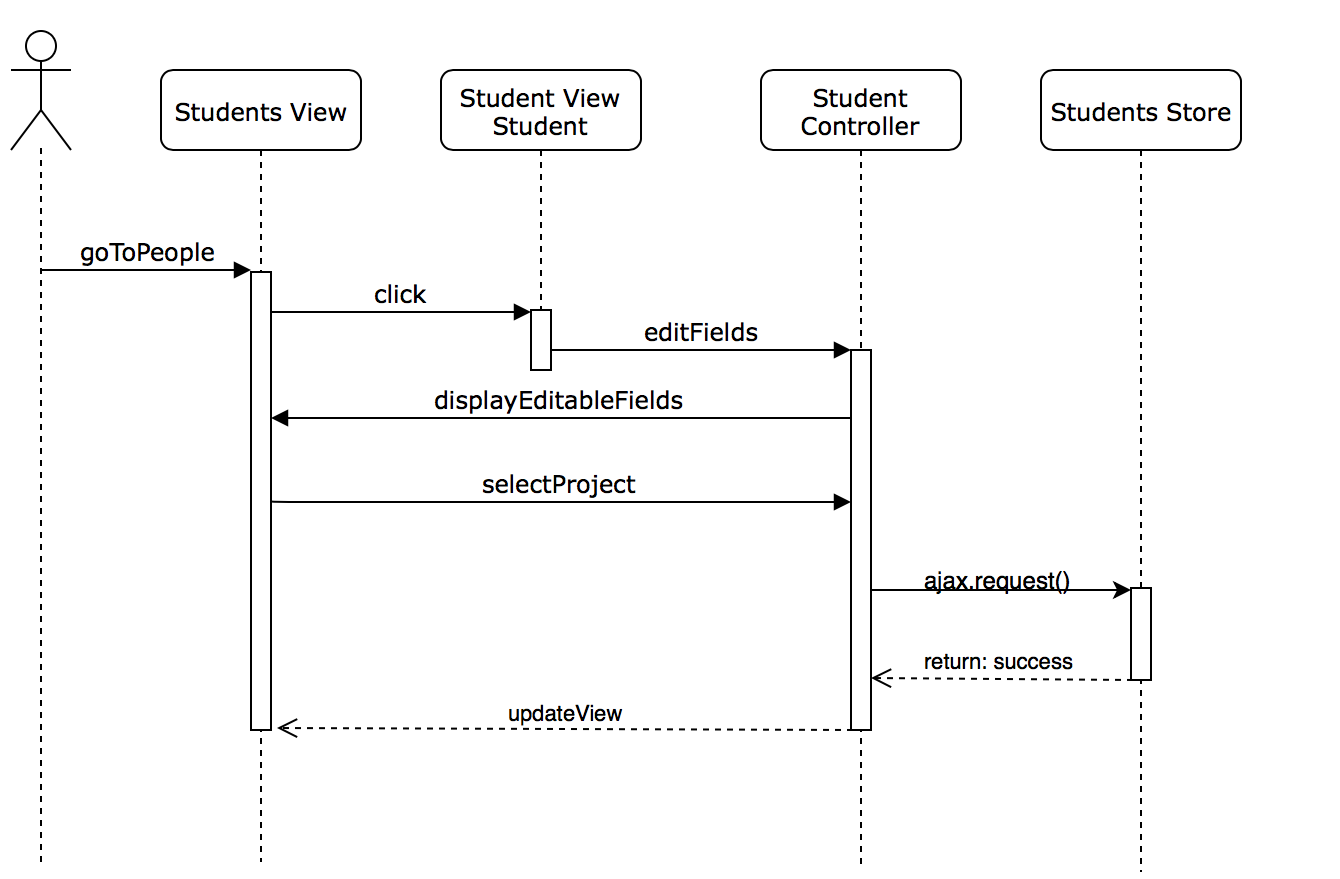 Students View
Student View
Student
Student
Controller
Students Store
goToPeople
click
editFields
displayEditableFields
selectProject
ajax.request()
return: success
updateView